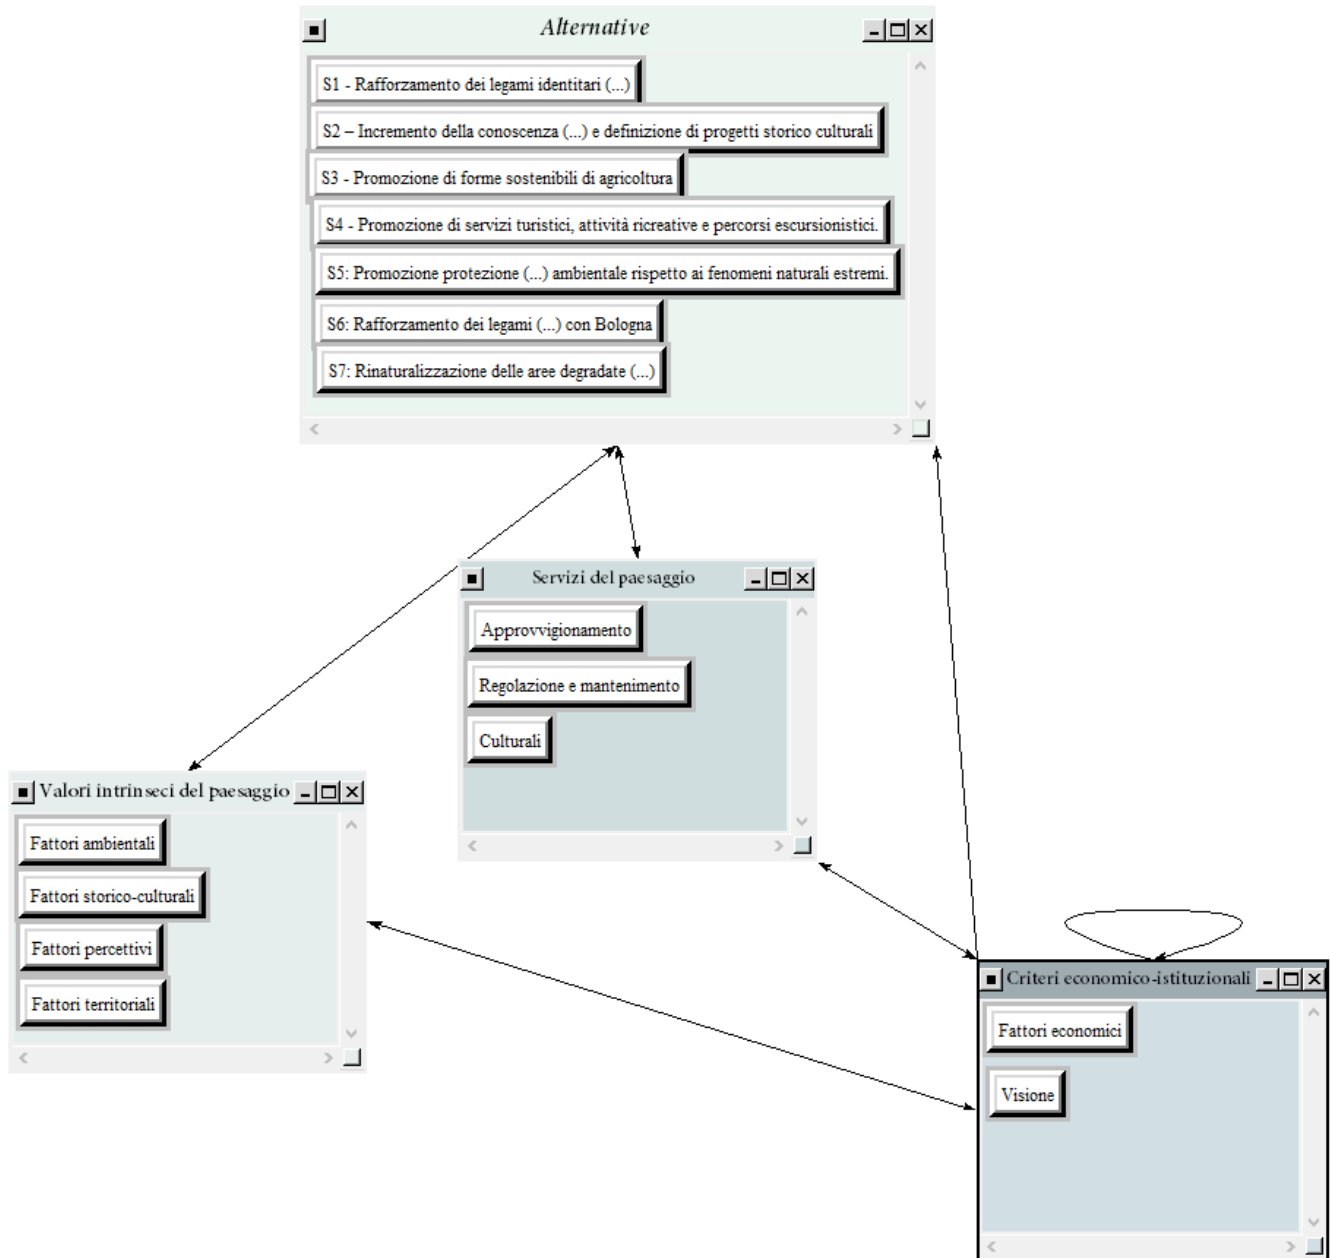 Alternative
S1 - Rafforzamento dei legami identitari (...)
S2 – Incremento della conoscenza (...) e definizione di progetti storico culturali
S3 - Promozione di forme sostenibili di agricoltura
S4 - Promozione di servizi turistici, attività ricreative e percorsi escursionistici.
S5: Promozione protezione (...) ambientale rispetto ai fenomeni naturali estremi.
S6: Rafforzamento dei legami (...) con Bologna
S7: Rinaturalizzazione delle aree degradate (...)
Servizi del paesaggio
Approvvigionamento
Regolazione e mantenimento
Culturali
Valori intrinseci del paesaggio
Fattori ambientali
Fattori storico-culturali
Fattori percettivi
Fattori territoriali
Criteri economico-istituzionali
Fattori economici
Visione